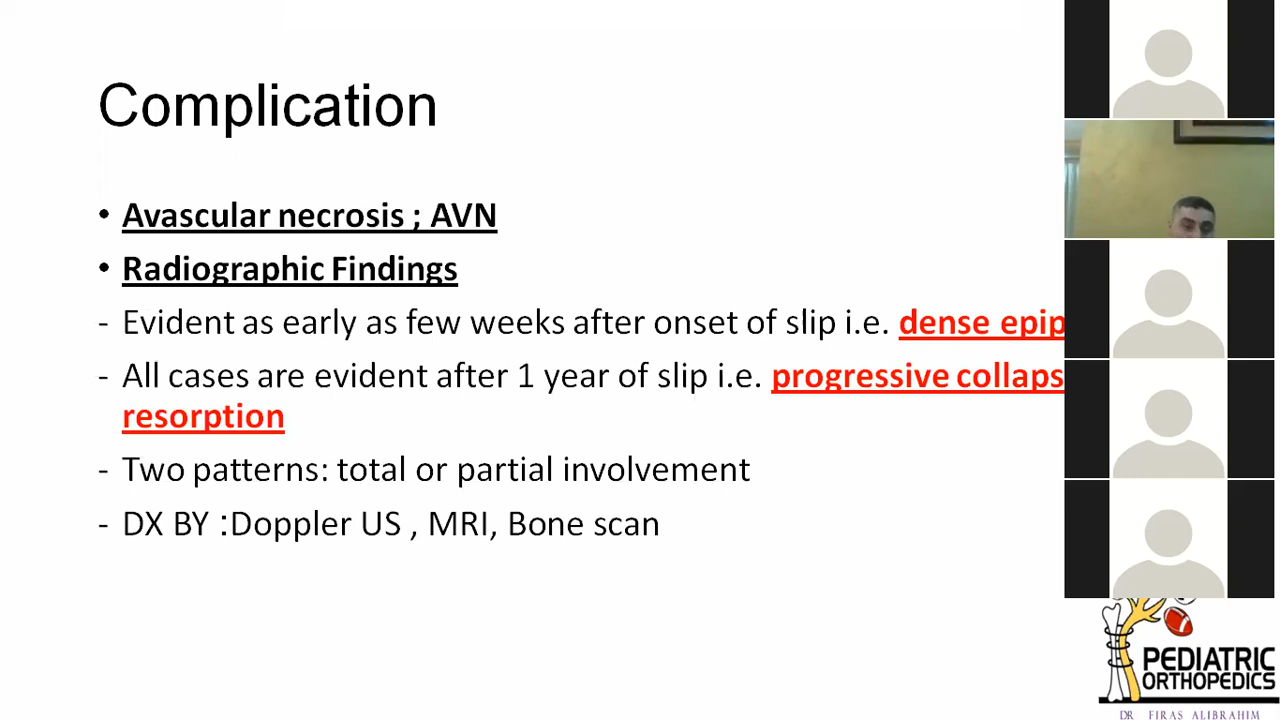 Complication
• Avascular necrosis ; AVN
• Radiographic Findings
- Evident as early as few weeks after onset of slip i.e. dense epip
- All cases are evident after 1 year of slip i.e. progressive collaps
resorption
- Two patterns: total or partial involvement
- DX BY :Doppler US , MRI, Bone scan
PEDIATRIC
ORTHOPEDICS
DR FIRAS ALIBRAHIM